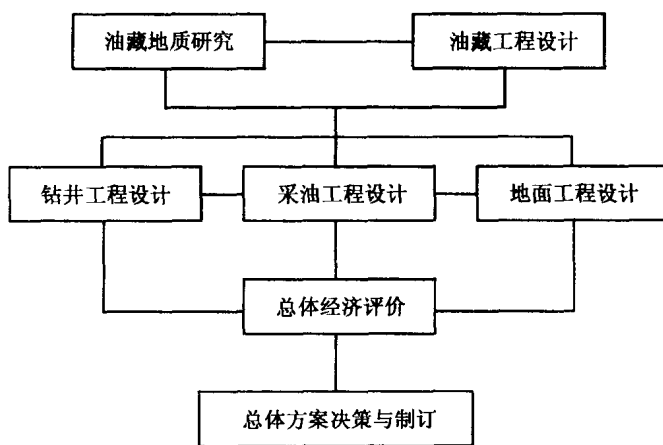 油藏地质研究
油藏工程设计
钻井工程设计
采油工程设计
地面工程设计
总体经济评价
总体方案决策与制订